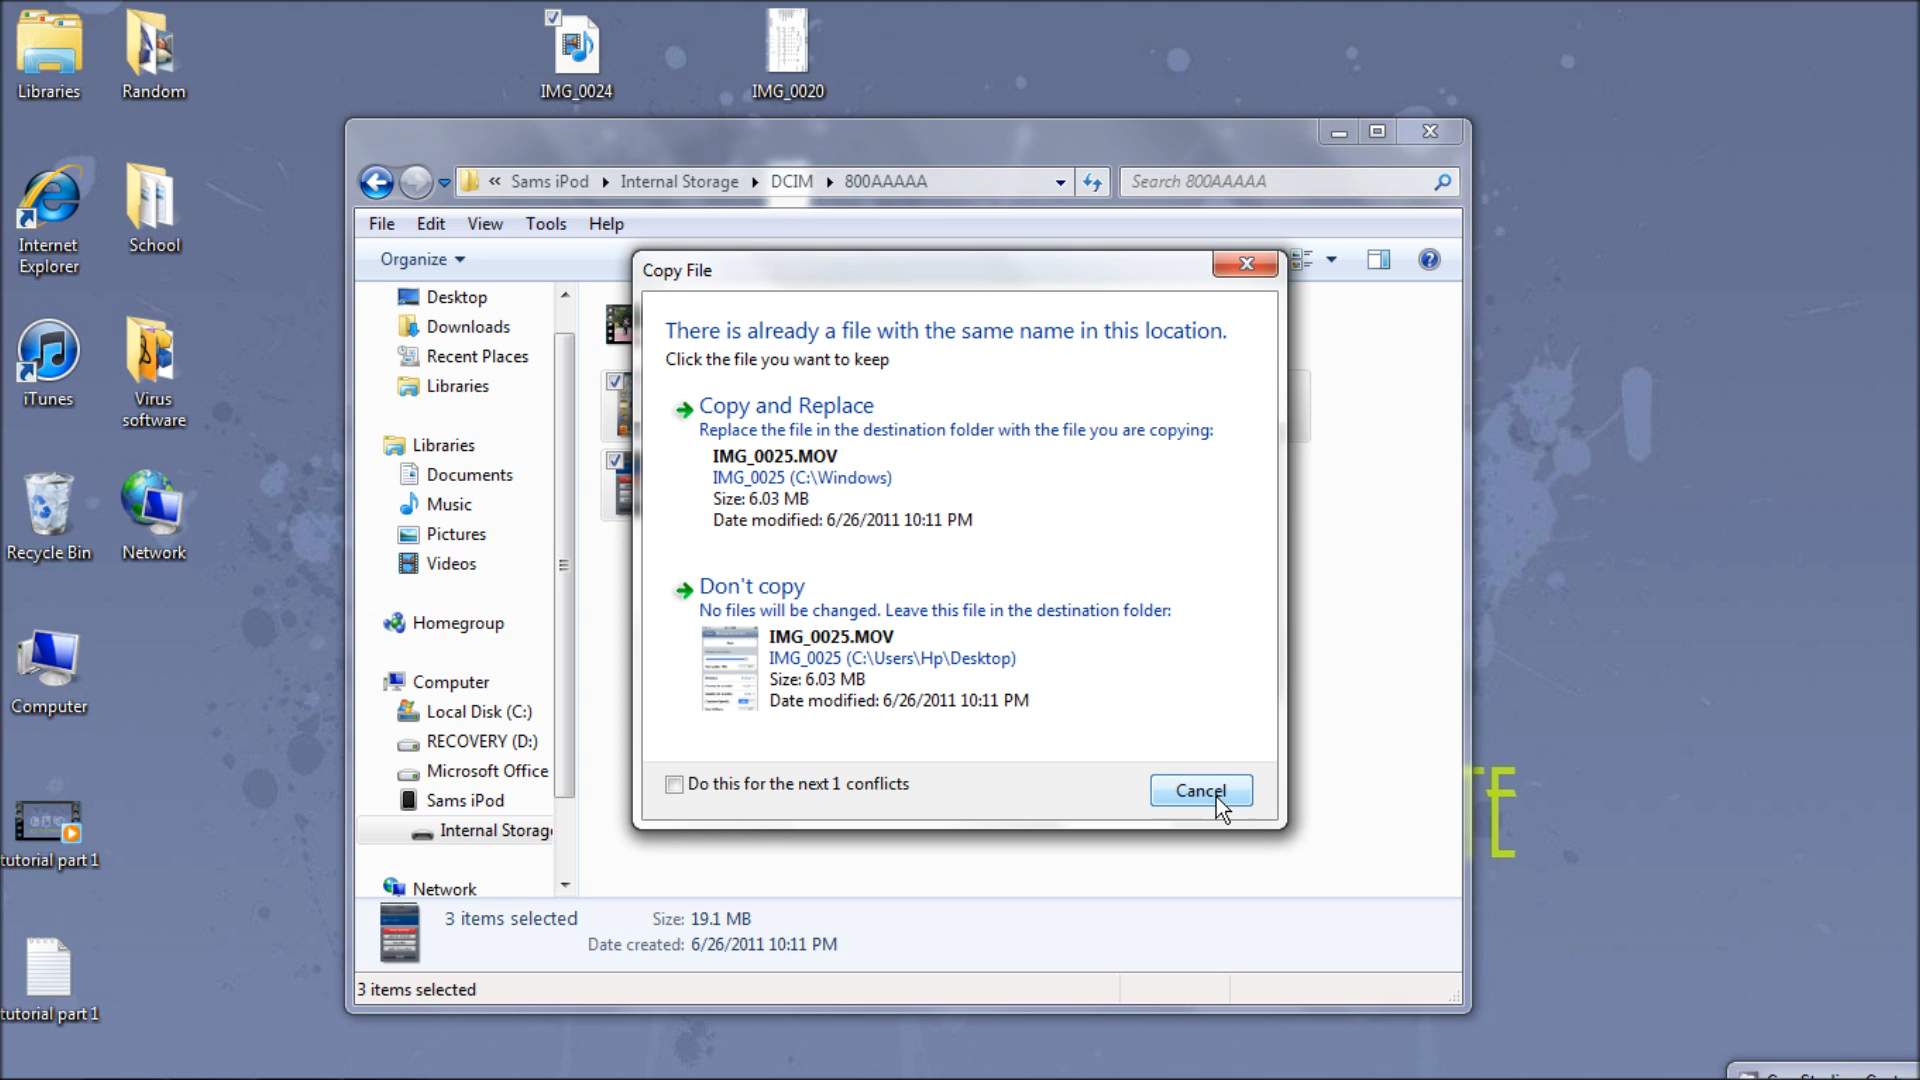 Libraries
Random
IMG_0024
IMG_0020
Internet
Explorer
School
iTunes
Virus
software
Recycle Bin
Network
Computer
tutorial part 1
tutorial part 1
« Sams iPod Internal Storage DCIM 800AAAAA
Search 800AAAAA
File Edit View Tools Help
Organize
Desktop
Downloads
Recent Places
Libraries
Libraries
Documents
Music
Pictures
Videos
Homegroup
Computer
Local Disk (C:)
RECOVERY (D:)
Microsoft Office
Sams iPod
Internal Storag
Network
Copy File
There is already a file with the same name in this location.
Click the file you want to keep
Copy and Replace
Replace the file in the destination folder with the file you are copying:
IMG_0025.MOV
IMG_0025 (C:\Windows)
Size: 6.03 MB
Date modified: 6/26/2011 10:11 PM
Don't copy
No files will be changed. Leave this file in the destination folder:
IMG_0025.MOV
IMG_0025 (C:\Users\Hp\Desktop)
Size: 6.03 MB
Date modified: 6/26/2011 10:11 PM
Do this for the next 1 conflicts
Cancel
TE
3 items selected Size: 19.1 MB
Date created: 6/26/2011 10:11 PM
3 items selected